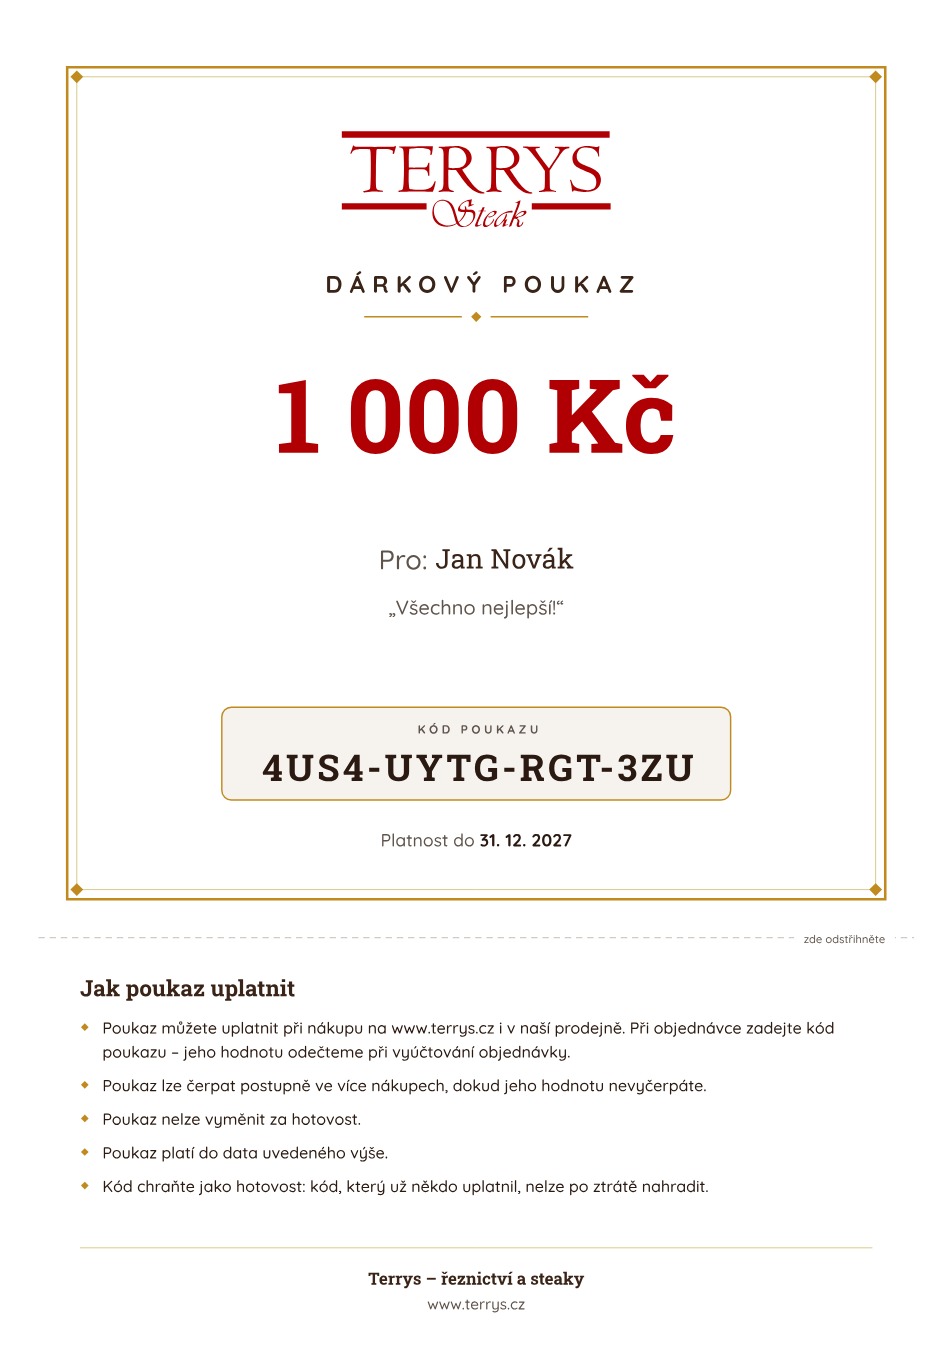 TERRYS
Steak
DÁRKOVÝ POUKAZ
1 000 Kč
Pro: Jan Novák
„Všechno nejlepší!“
KÓD POUKAZU
4US4-UYTG-RGT-3ZU
Platnost do 31. 12. 2027
zde odstřihněte
Jak poukaz uplatnit
Poukaz můžete uplatnit při nákupu na www.terrys.cz i v naší prodejně. Při objednávce zadejte kód
poukazu – jeho hodnotu odečteme při vyúčtování objednávky.
Poukaz lze čerpat postupně ve více nákupech, dokud jeho hodnotu nevyčerpáte.
Poukaz nelze vyměnit za hotovost.
Poukaz platí do data uvedeného výše.
Kód chraňte jako hotovost: kód, který už někdo uplatnil, nelze po ztrátě nahradit.
Terrys – řeznictví a steaky
www.terrys.cz